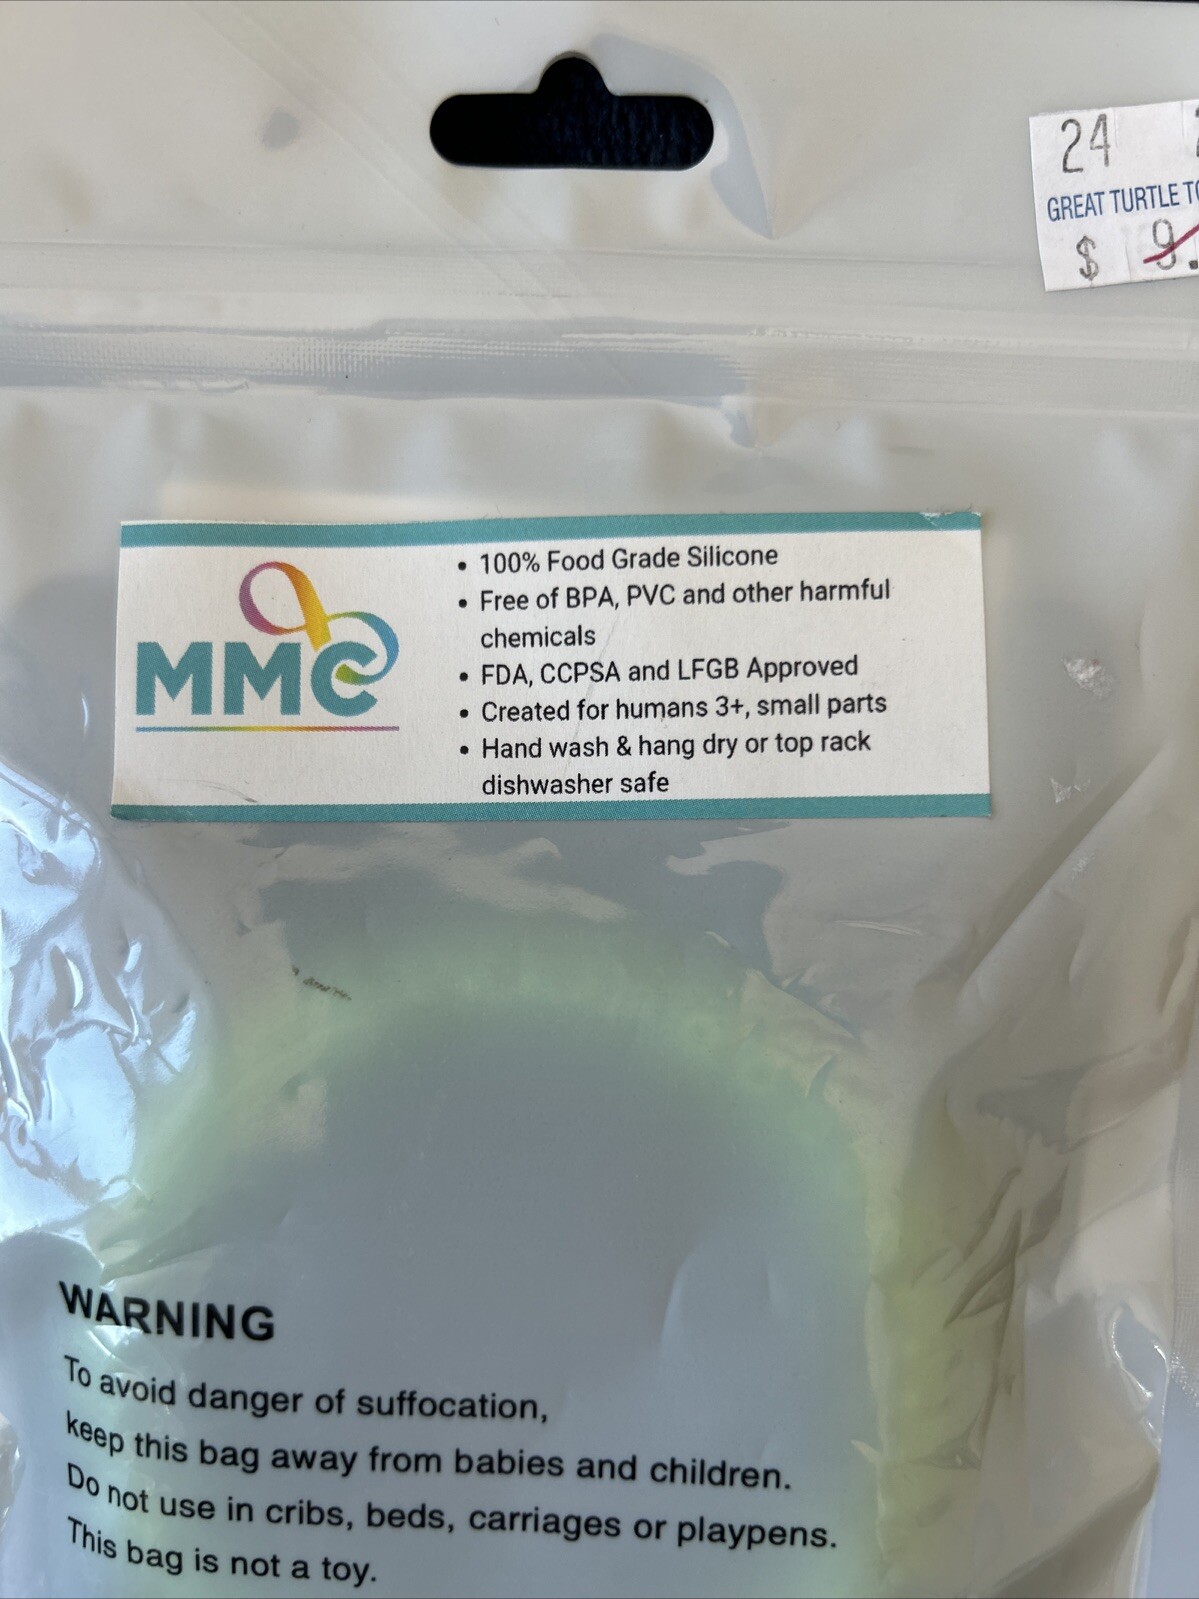 24
GREAT TURTLE
$ 9.
MMC
• 100% Food Grade Silicone
• Free of BPA, PVC and other harmful
chemicals
• FDA, CCPSA and LFGB Approved
• Created for humans 3+, small parts
• Hand wash & hang dry or top rack
dishwasher safe
WARNING
To avoid danger of suffocation,
keep this bag away from babies and children.
Do not use in cribs, beds, carriages or playpens.
This bag is not a toy.